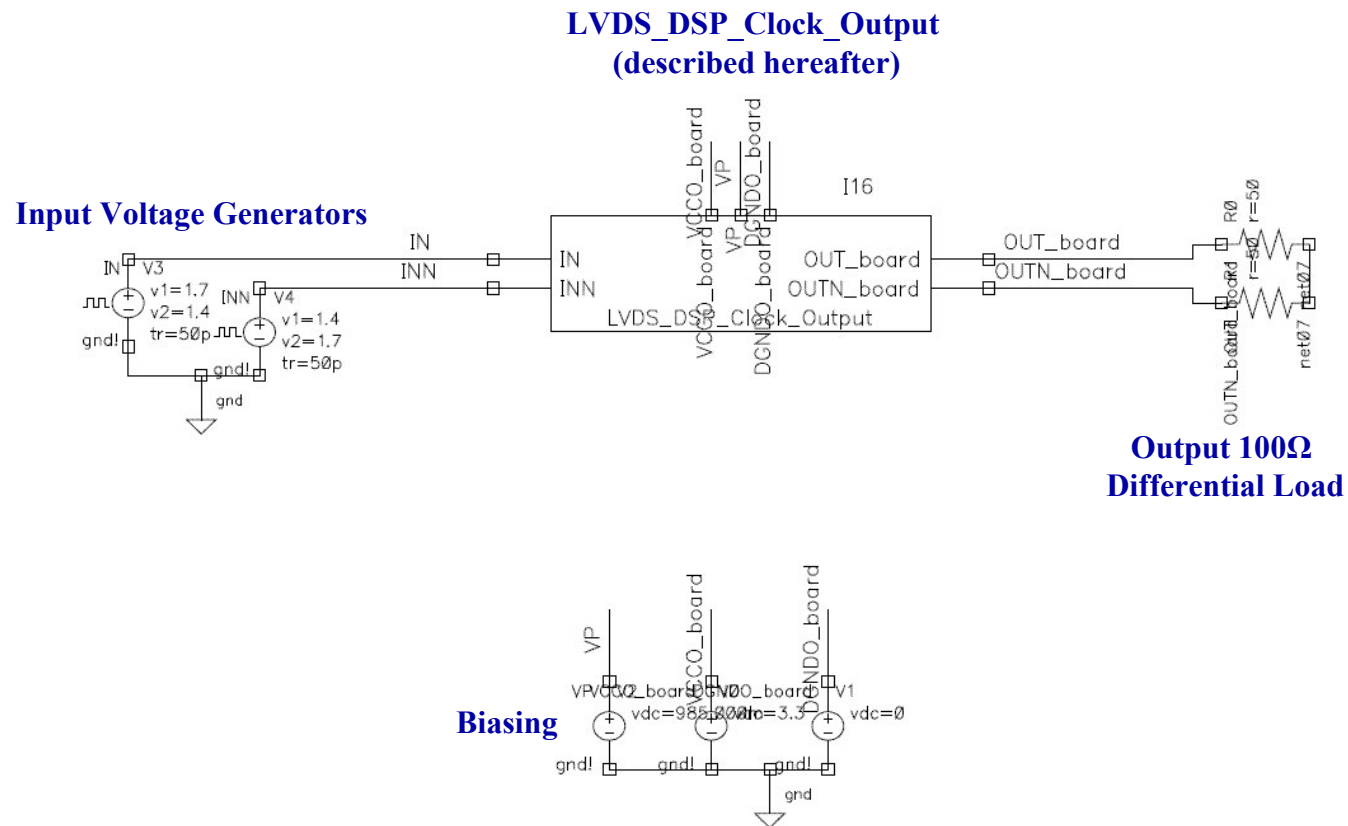 LVDS_DSP_Clock_Output
(described hereafter)
VCCO_board
VP
DGNDO_board
I16
Input Voltage Generators
IN
INN
IN
V3
v1=1.7
v2=1.4
tr=50p
gnd!
INN
V4
v1=1.4
v2=1.7
tr=50p
gnd!
gnd
IN
INN
VCCO_board
VP
DGNDO_board
OUT_board
OUTN_board
LVDS_DSP_Clock_Output
OUT_board
OUTN_board
R0
r=50
r=50
net07
net07
OUTN_board
Output 100Ω
Differential Load
Biasing
VP
VCCO_board
DGNDO_board
VP
V2
V1
vdc=3.3
vdc=0
gnd!
gnd!
gnd!
gnd